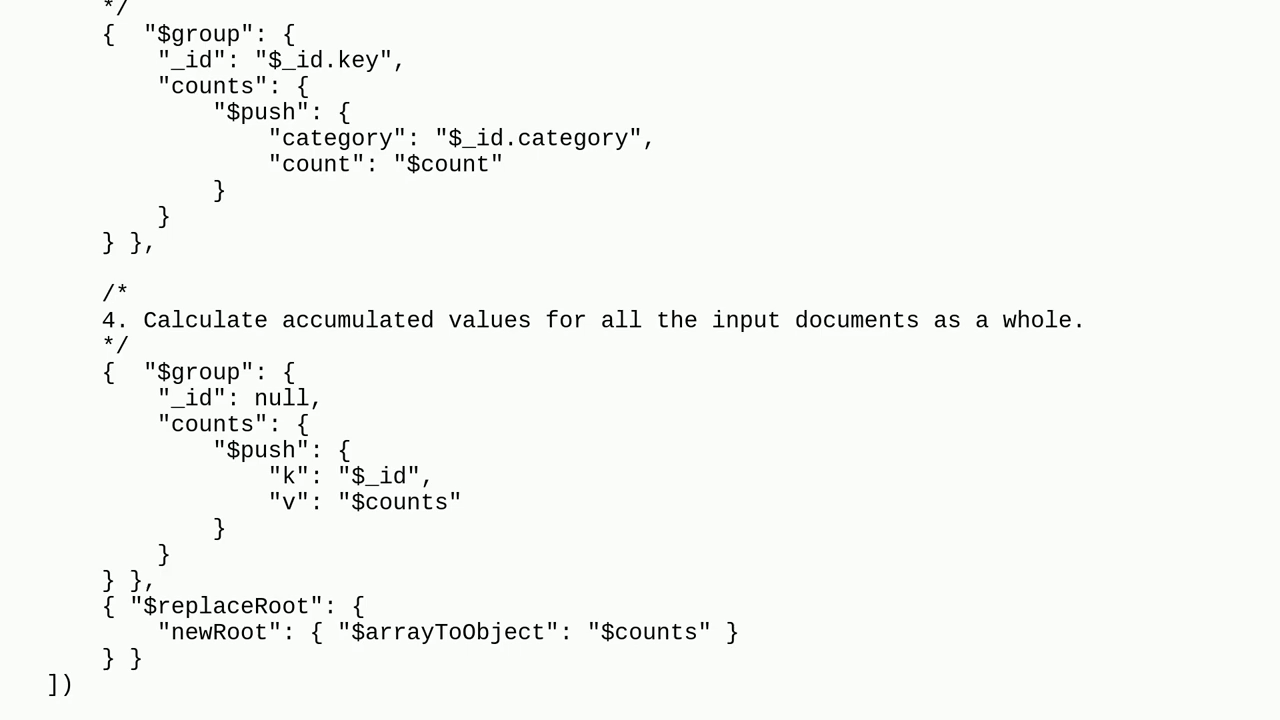 */
{  "$group": {
"_id": "$_id.key",
"counts": {
"$push": {
"category": "$_id.category",
"count": "$count"
}
}
} },
/*
4. Calculate accumulated values for all the input documents as a whole.
*/
{  "$group": {
"_id": null,
"counts": {
"$push": {
"k": "$_id",
"v": "$counts"
}
}
} },
{ "$replaceRoot": {
"newRoot": { "$arrayToObject": "$counts" }
} }
])